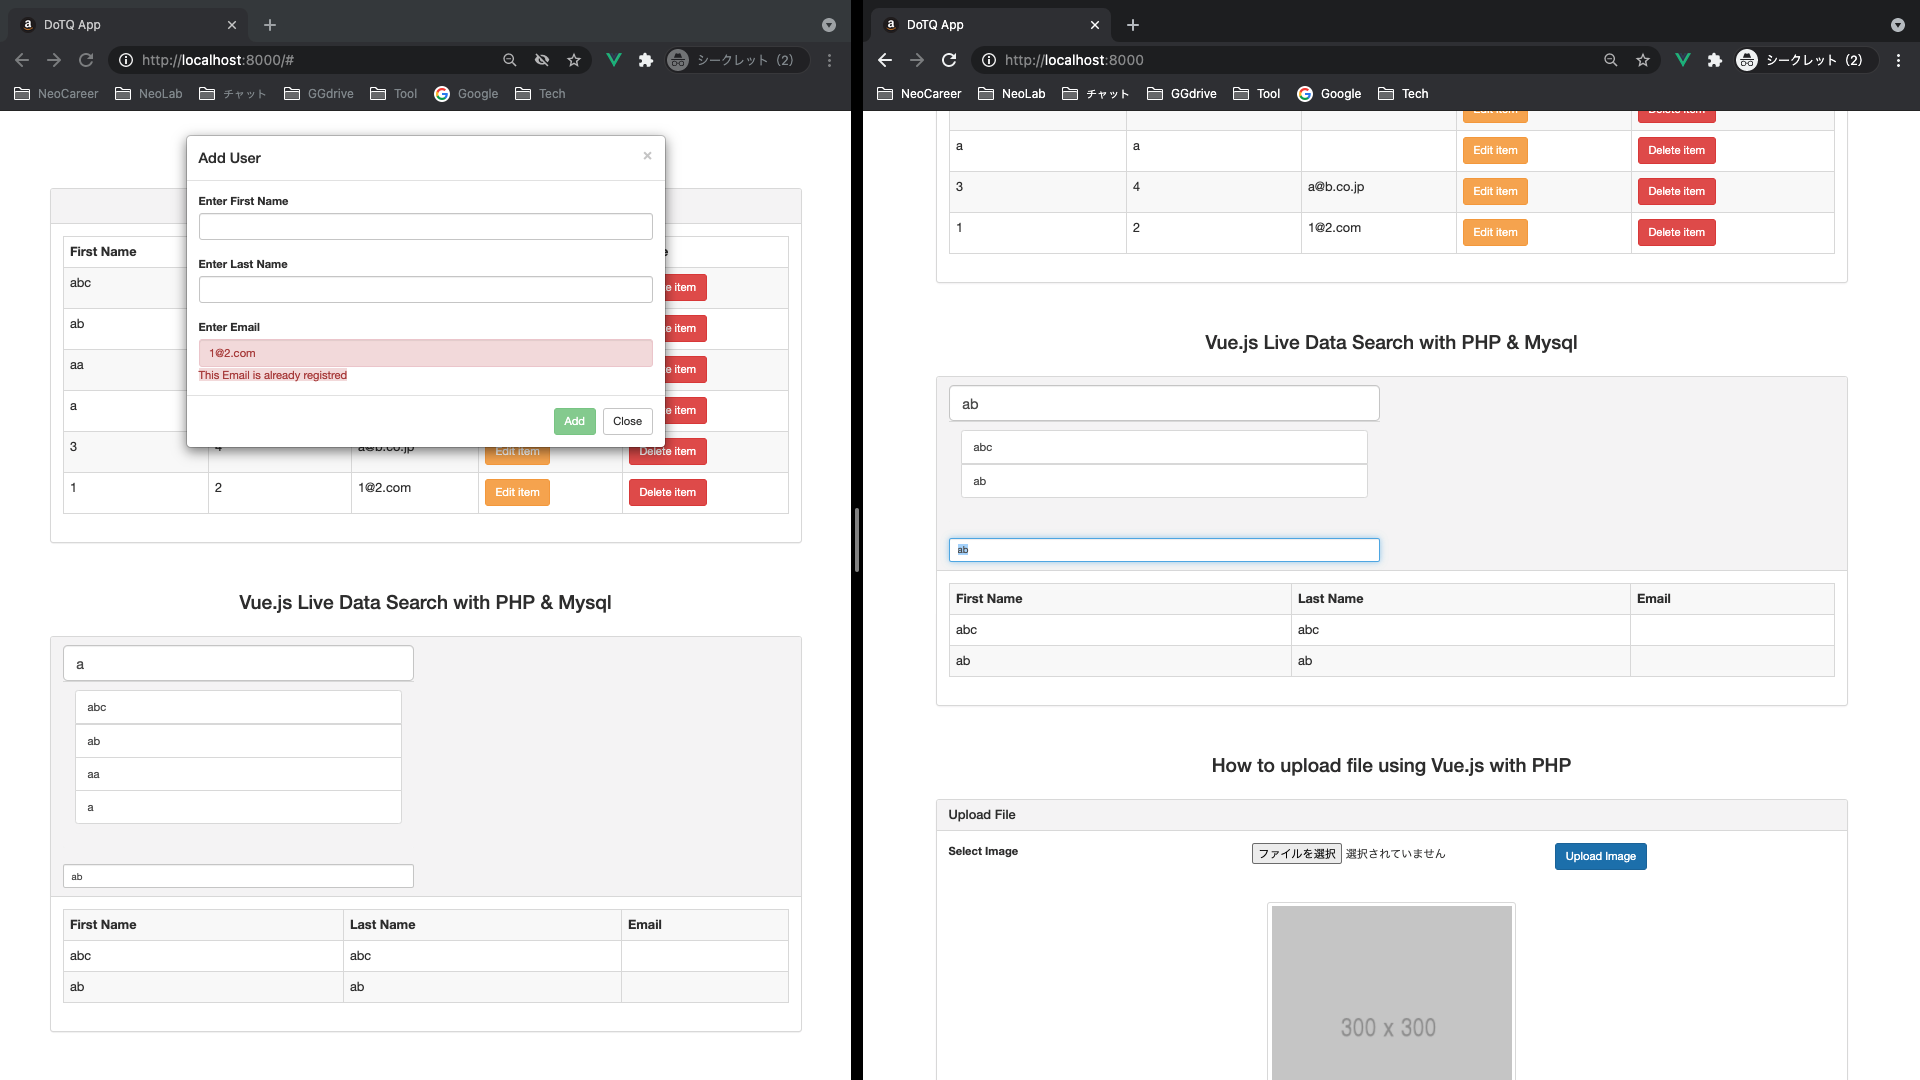 DoTQ App
http://localhost:8000/#
シークレット（2）
NeoCareer NeoLab チャット GGdrive Tool Google Tech
Add User ×
Enter First Name
Enter Last Name
Enter Email
1@2.com
This Email is already registred
Add Close
First Name
abc e item
ab e item
aa e item
a e item
3 4 a@b.co.jp Edit item Delete item
1 2 1@2.com Edit item Delete item
Vue.js Live Data Search with PHP & Mysql
a
abc
ab
aa
a
ab
First Name Last Name Email
abc abc
ab ab
DoTQ App
http://localhost:8000
シークレット（2）
NeoCareer NeoLab チャット GGdrive Tool Google Tech
Edit item Delete item
a a Edit item Delete item
3 4 a@b.co.jp Edit item Delete item
1 2 1@2.com Edit item Delete item
Vue.js Live Data Search with PHP & Mysql
ab
abc
ab
ab
First Name Last Name Email
abc abc
ab ab
How to upload file using Vue.js with PHP
Upload File
Select Image ファイルを選択 選択されていません Upload Image
300 x 300